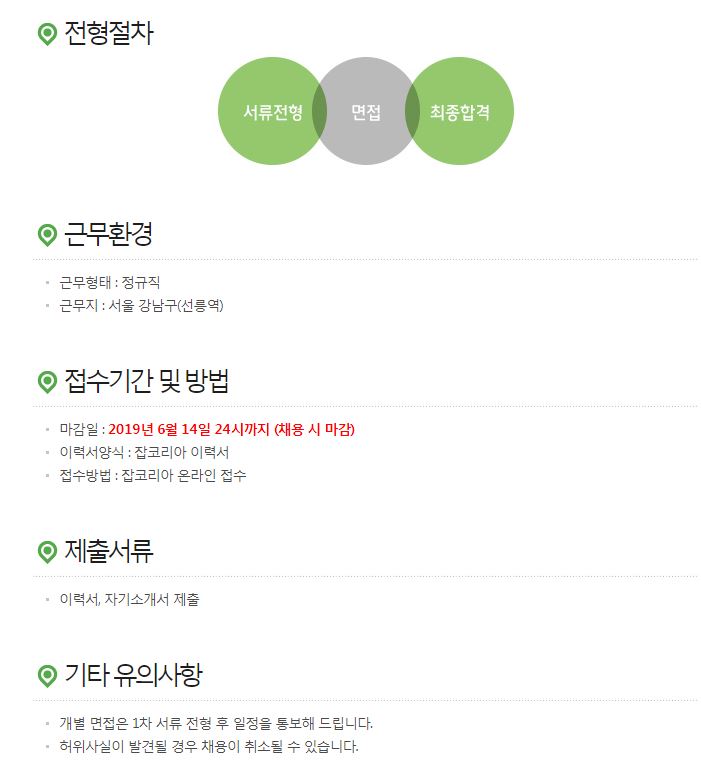 전형절차
서류전형 면접 최종합격
근무환경
근무형태 : 정규직
근무지 : 서울 강남구(선릉역)
접수기간 및 방법
마감일 : 2019년 6월 14일 24시까지 (채용 시 마감)
이력서양식 : 잡코리아 이력서
접수방법 : 잡코리아 온라인 접수
제출서류
이력서, 자기소개서 제출
기타 유의사항
개별 면접은 1차 서류 전형 후 일정을 통보해 드립니다.
허위사실이 발견될 경우 채용이 취소될 수 있습니다.